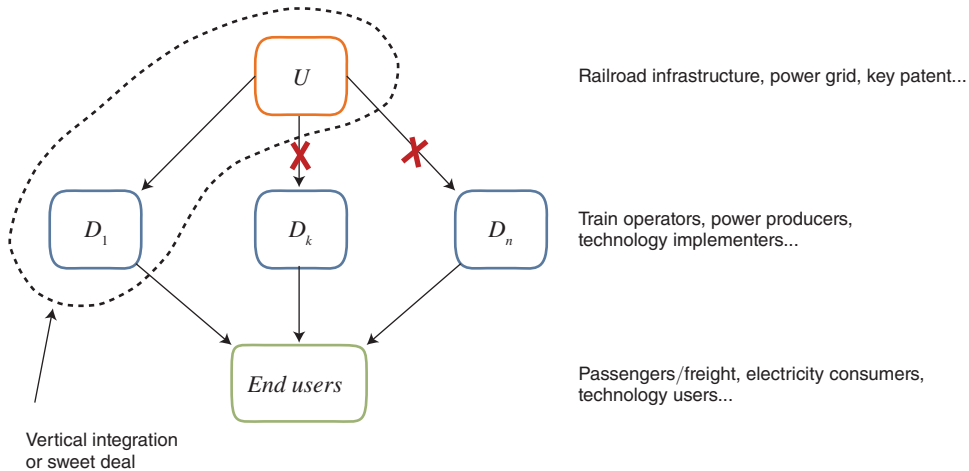 U
Railroad infrastructure, power grid, key patent...
D1
Dk
Dn
Train operators, power producers,
technology implementers...
End users
Passengers/freight, electricity consumers,
technology users...
Vertical integration
or sweet deal